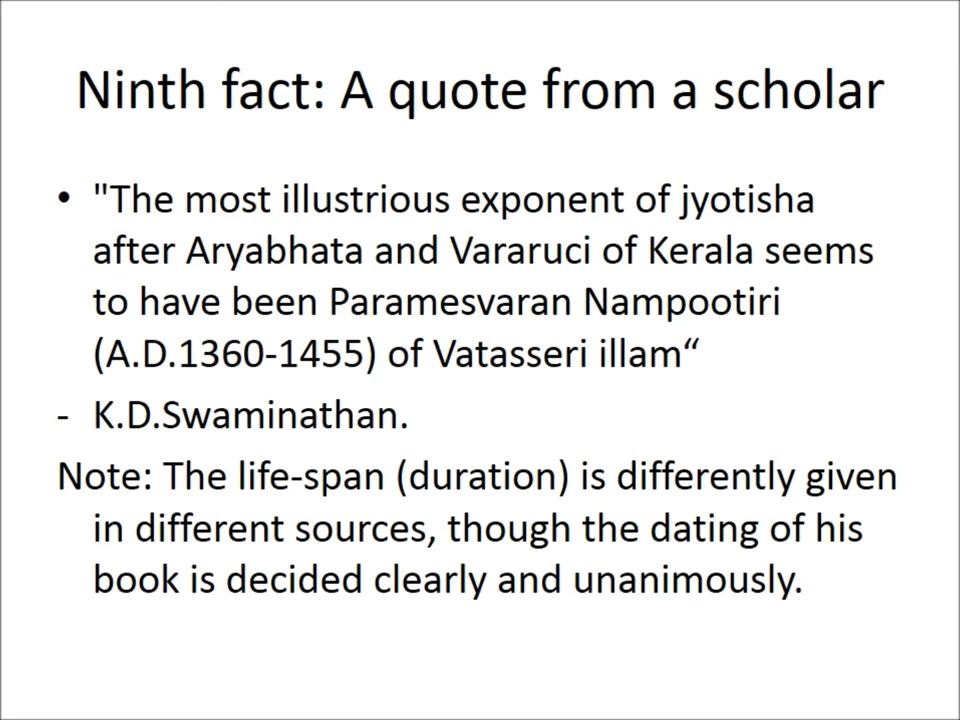 Ninth fact: A quote from a scholar
• "The most illustrious exponent of jyotisha
after Aryabhata and Vararuci of Kerala seems
to have been Paramesvaran Nampootiri
(A.D.1360-1455) of Vatasseri illam“
- K.D.Swaminathan.
Note: The life-span (duration) is differently given
in different sources, though the dating of his
book is decided clearly and unanimously.